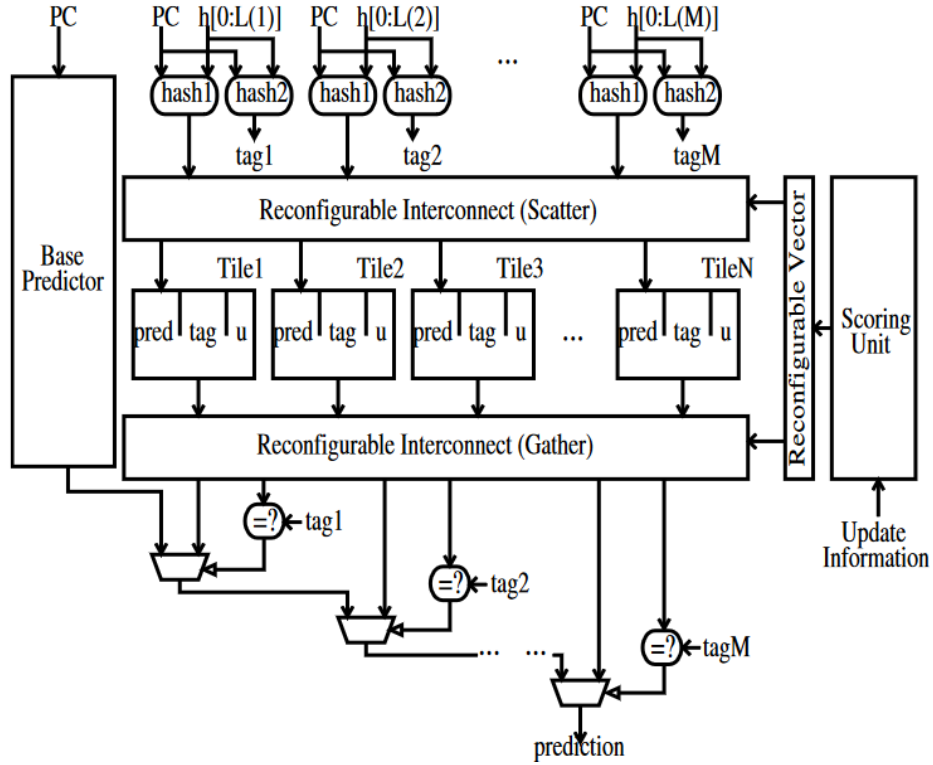 PC PC h[0:L(1)] PC h[0:L(2)] PC h[0:L(M)]
...
hash1 hash2 hash1 hash2 hash1 hash2
tag1 tag2 tagM
Reconfigurable Interconnect (Scatter)
Base
Predictor
Tile1 Tile2 Tile3 TileN
pred tag u pred tag u pred tag u ... pred tag u
Reconfigurable Vector
Scoring
Unit
Reconfigurable Interconnect (Gather)
=? tag1
Update
Information
=? tag2
=? tagM
... ...
prediction